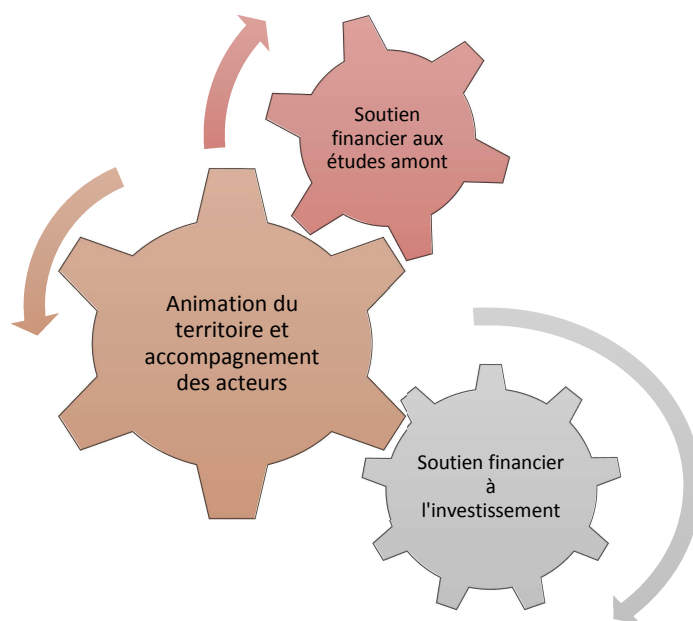 Soutien
financier aux
études amont
Animation du
territoire et
accompagnement
des acteurs
Soutien financier
à
l'investissement